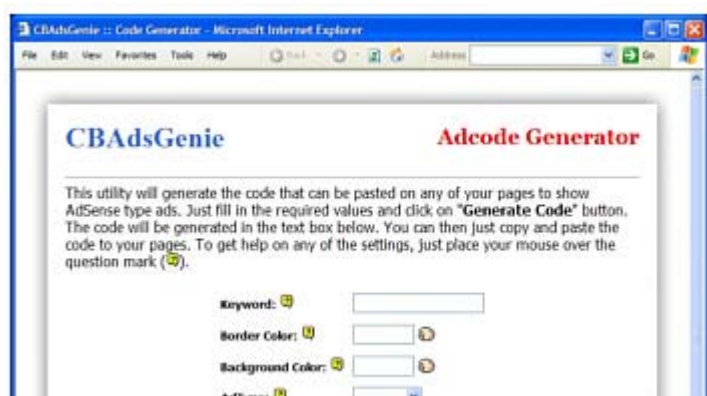 CBAdsGenie :: Code Generator - Microsoft Internet Explorer
File Edit View Favorites Tools Help Back Address Go
CBAdsGenie Adcode Generator
This utility will generate the code that can be pasted on any of your pages to show
AdSense type ads. Just fill in the required values and click on "Generate Code" button.
The code will be generated in the text box below. You can then just copy and paste the
code to your pages. To get help on any of the settings, just place your mouse over the
question mark (?).
Keyword: ?
Border Color: ?
Background Color: ?